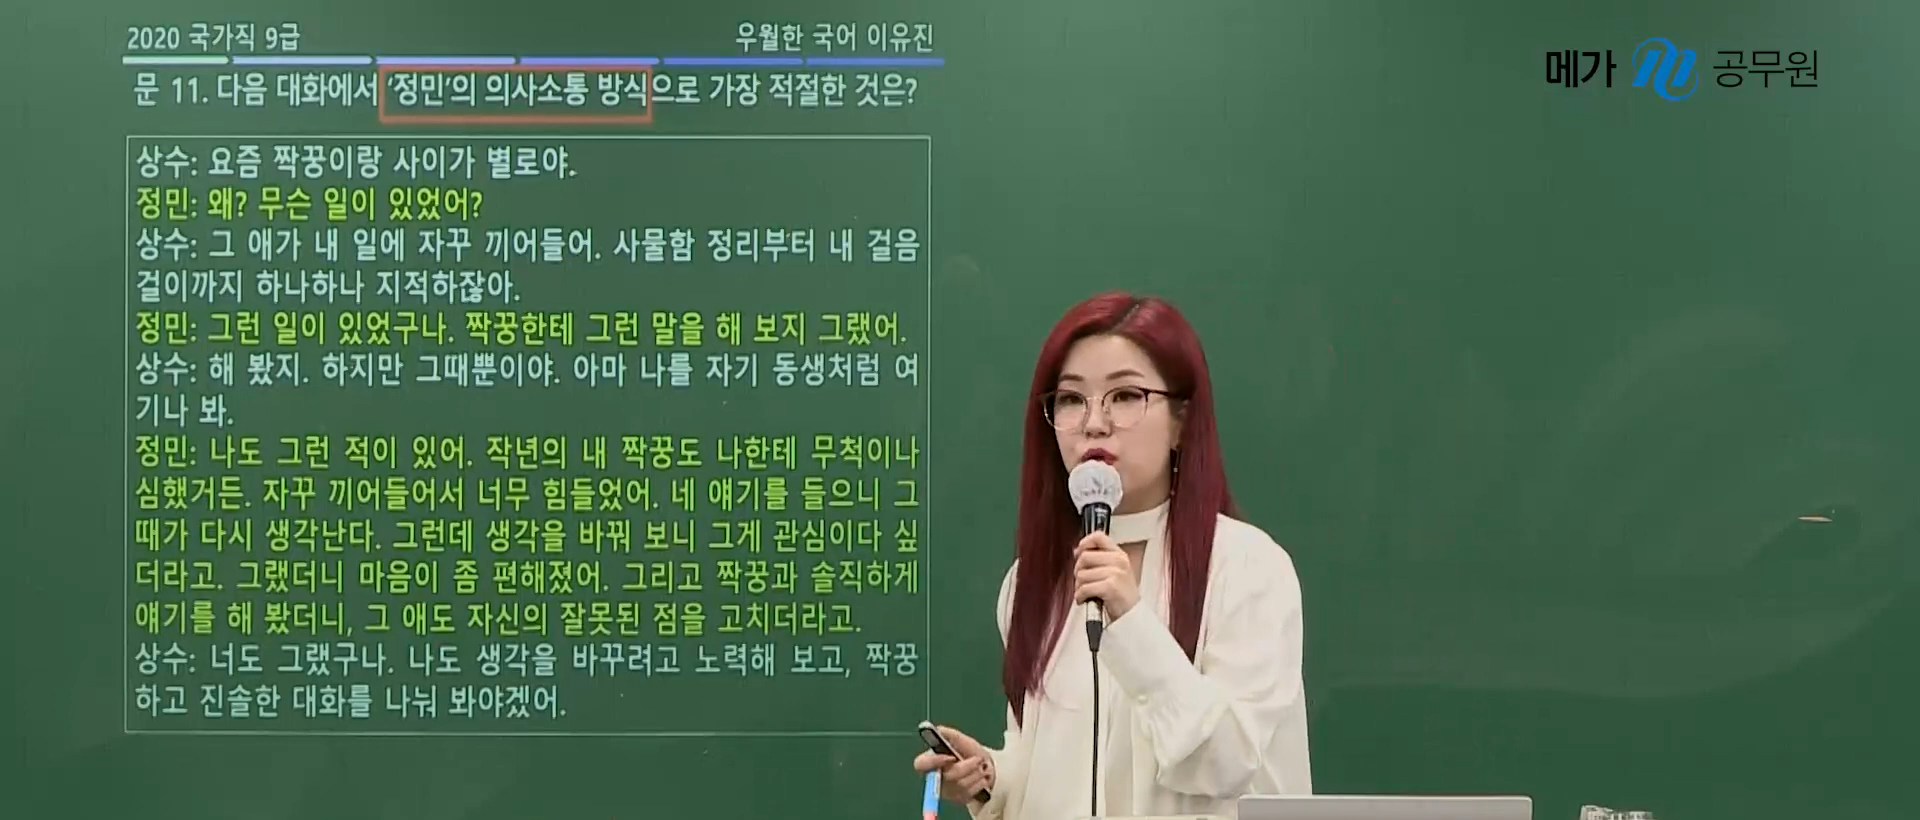 2020 국가직 9급
우월한 국어 이유진
메가 공무원
문 11. 다음 대화에서 '정민'의 의사소통 방식으로 가장 적절한 것은?
상수: 요즘 짝꿍이랑 사이가 별로야.
정민: 왜? 무슨 일이 있었어?
상수: 그 애가 내 일에 자꾸 끼어들어. 사물함 정리부터 내 걸음
걸이까지 하나하나 지적하잖아.
정민: 그런 일이 있었구나. 짝꿍한테 그런 말을 해 보지 그랬어.
상수: 해 봤지. 하지만 그때뿐이야. 아마 나를 자기 동생처럼 여
기나 봐.
정민: 나도 그런 적이 있어. 작년의 내 짝꿍도 나한테 무척이나
심했거든. 자꾸 끼어들어서 너무 힘들었어. 네 얘기를 들으니 그
때가 다시 생각난다. 그런데 생각을 바꿔 보니 그게 관심이다 싶
더라고. 그랬더니 마음이 좀 편해졌어. 그리고 짝꿍과 솔직하게
얘기를 해 봤더니, 그 애도 자신의 잘못된 점을 고치더라고.
상수: 너도 그랬구나. 나도 생각을 바꾸려고 노력해 보고, 짝꿍
하고 진솔한 대화를 나눠 봐야겠어.